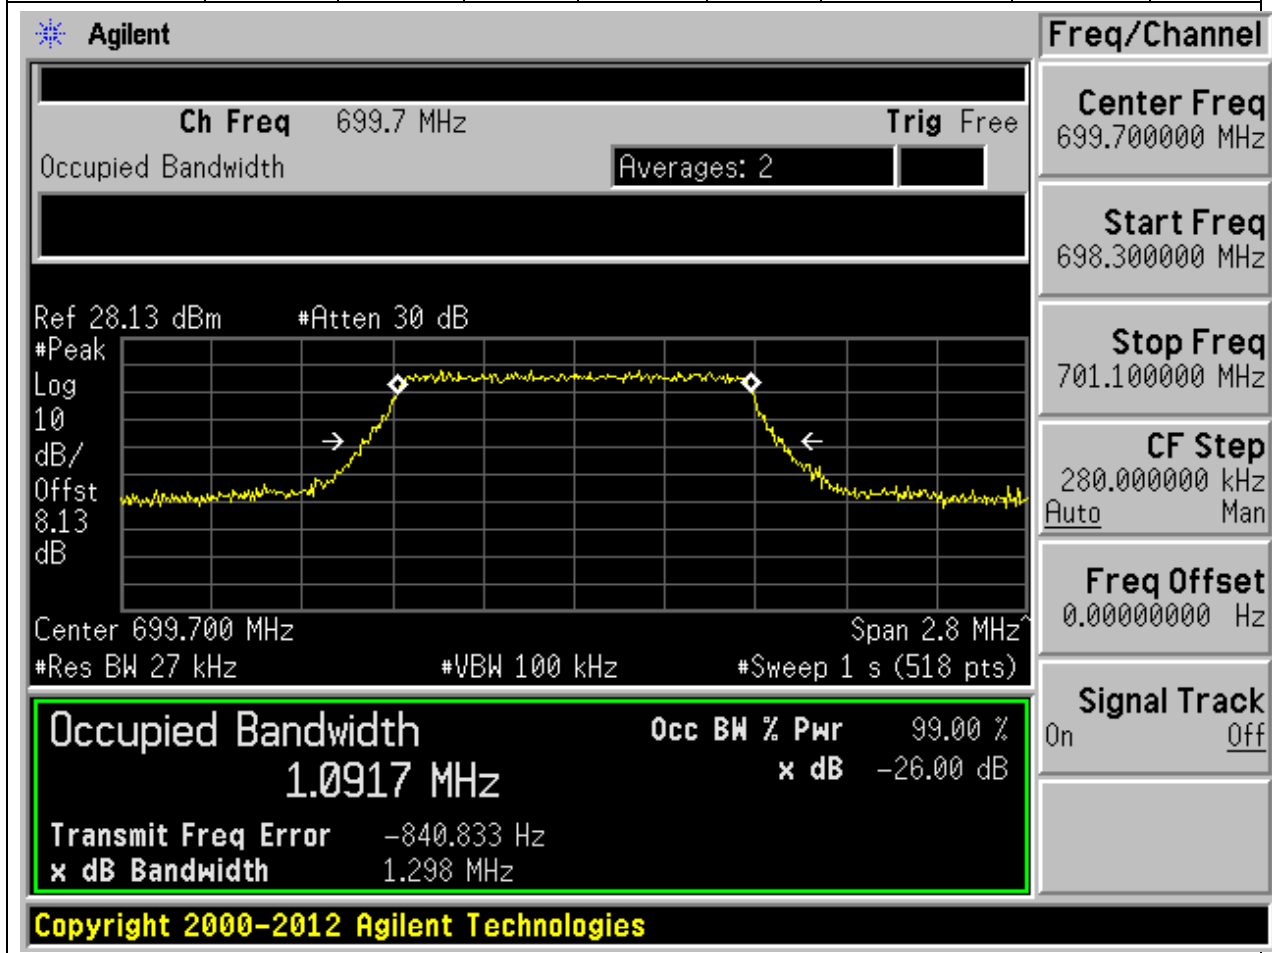 Agilent
Freq/Channel
Ch Freq 699.7 MHz Trig Free
Occupied Bandwidth Averages: 2
Center Freq
699.700000 MHz
Start Freq
698.300000 MHz
Stop Freq
701.100000 MHz
CF Step
280.000000 kHz
Auto Man
Freq Offset
0.00000000 Hz
Signal Track
On Off
Ref 28.13 dBm #Atten 30 dB
#Peak
Log
10
dB/
Offst
8.13
dB
Center 699.700 MHz Span 2.8 MHz^
#Res BW 27 kHz #VBW 100 kHz #Sweep 1 s (518 pts)
Occupied Bandwidth Occ BW % Pwr 99.00 %
1.0917 MHz x dB -26.00 dB
Transmit Freq Error -840.833 Hz
x dB Bandwidth 1.298 MHz
Copyright 2000-2012 Agilent Technologies